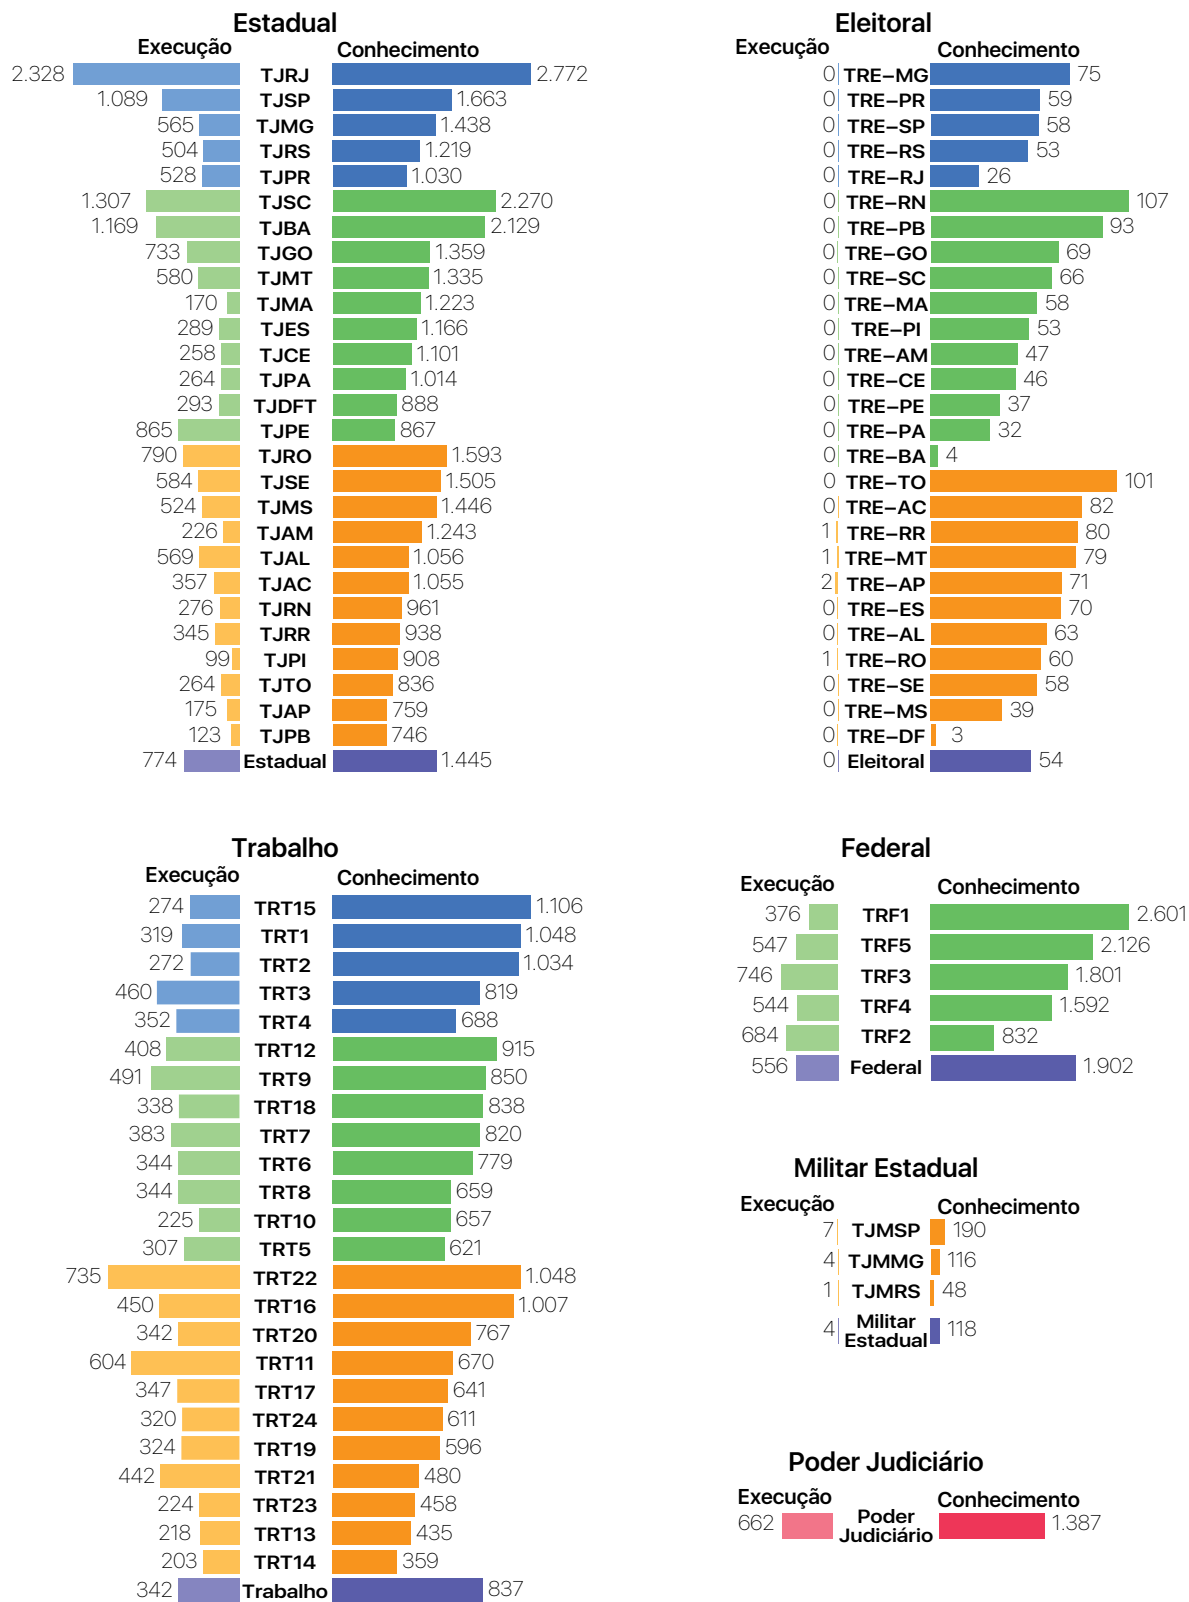 Estadual
Execução Conhecimento
2.328 TJRJ 2.772
1.089 TJSP 1.663
565 TJMG 1.438
504 TJRS 1.219
528 TJPR 1.030
1.307 TJSC 2.270
1.169 TJBA 2.129
733 TJGO 1.359
580 TJMT 1.335
170 TJMA 1.223
289 TJES 1.166
258 TJCE 1.101
264 TJPA 1.014
293 TJDFT 888
865 TJPE 867
790 TJRO 1.593
584 TJSE 1.505
524 TJMS 1.446
226 TJAM 1.243
569 TJAL 1.056
357 TJAC 1.055
276 TJRN 961
345 TJRR 938
99 TJPI 908
264 TJTO 836
175 TJAP 759
123 TJPB 746
774 Estadual 1.445
Eleitoral
Execução Conhecimento
0 TRE–MG 75
0 TRE–PR 59
0 TRE–SP 58
0 TRE–RS 53
0 TRE–RJ 26
0 TRE–RN 107
0 TRE–PB 93
0 TRE–GO 69
0 TRE–SC 66
0 TRE–MA 58
0 TRE–PI 53
0 TRE–AM 47
0 TRE–CE 46
0 TRE–PE 37
0 TRE–PA 32
0 TRE–BA 4
0 TRE–TO 101
0 TRE–AC 82
1 TRE–RR 80
1 TRE–MT 79
2 TRE–AP 71
0 TRE–ES 70
0 TRE–AL 63
1 TRE–RO 60
0 TRE–SE 58
0 TRE–MS 39
0 TRE–DF 3
0 Eleitoral 54
Trabalho
Execução Conhecimento
274 TRT15 1.106
319 TRT1 1.048
272 TRT2 1.034
460 TRT3 819
352 TRT4 688
408 TRT12 915
491 TRT9 850
338 TRT18 838
383 TRT7 820
344 TRT6 779
344 TRT8 659
225 TRT10 657
307 TRT5 621
735 TRT22 1.048
450 TRT16 1.007
342 TRT20 767
604 TRT11 670
347 TRT17 641
320 TRT24 611
324 TRT19 596
442 TRT21 480
224 TRT23 458
218 TRT13 435
203 TRT14 359
342 Trabalho 837
Federal
Execução Conhecimento
376 TRF1 2.601
547 TRF5 2.126
746 TRF3 1.801
544 TRF4 1.592
684 TRF2 832
556 Federal 1.902
Militar Estadual
Execução Conhecimento
7 TJMSP 190
4 TJMMG 116
1 TJMRS 48
4 Militar 118
Estadual
Poder Judiciário
Execução Conhecimento
662 Poder 1.387
Judiciário